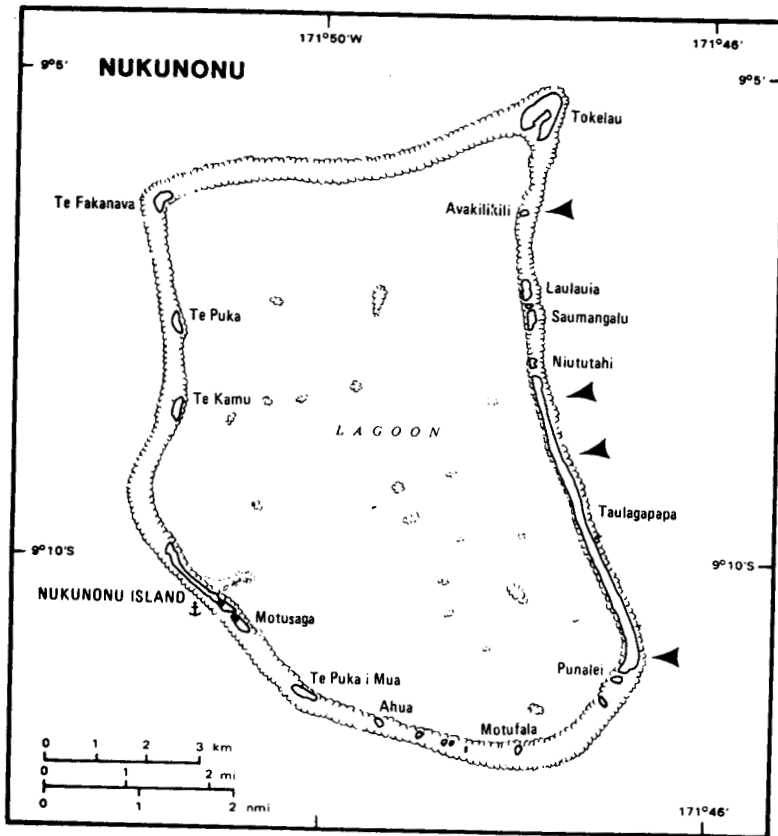 171°50'W
171°46'
9°5'
NUKUNONU
9°5'
Tokelau
Te Fakanava
Avakilikili
Laulauia
Te Puka
Saumangalu
Niututahi
Te Kamu
LAGOON
Taulagapapa
9°10'S
9°10'S
NUKUNONU ISLAND
Motusaga
Punalei
Te Puka i Mua
Ahua
Motufala
0 1 2 3 km
0 1 2 mi
0 1 2 nmi
171°50'W
171°46'